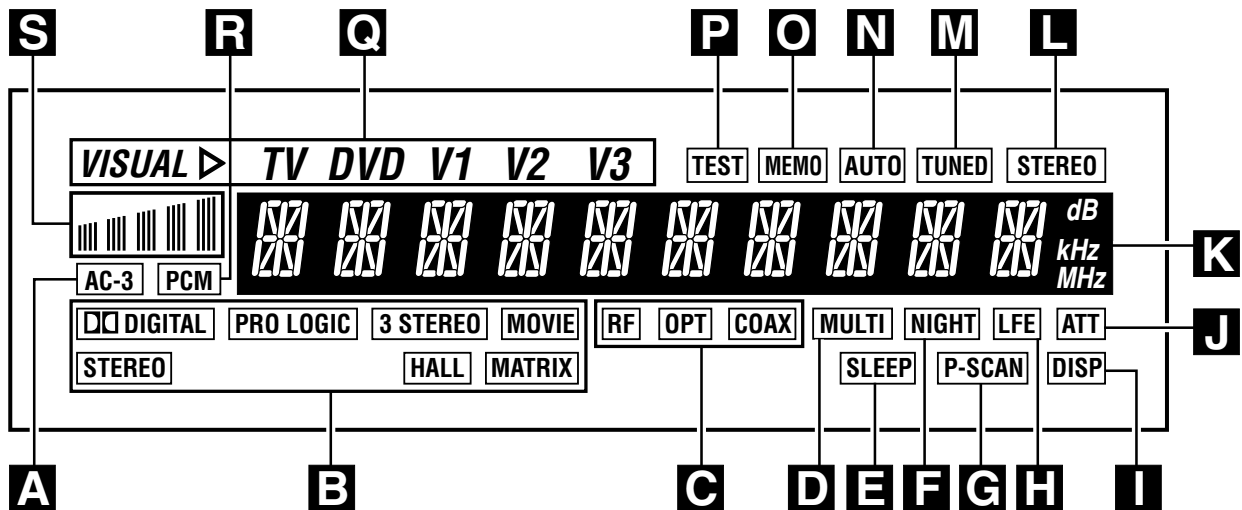 S R Q P O N M L
VISUAL TV DVD V1 V2 V3 TEST MEMO AUTO TUNED STEREO
dB
kHz
MHz
K
AC-3 PCM
DIGITAL PRO LOGIC 3 STEREO MOVIE RF OPT COAX MULTI NIGHT LFE ATT
J
STEREO HALL MATRIX SLEEP P-SCAN DISP
A B C D E F G H I